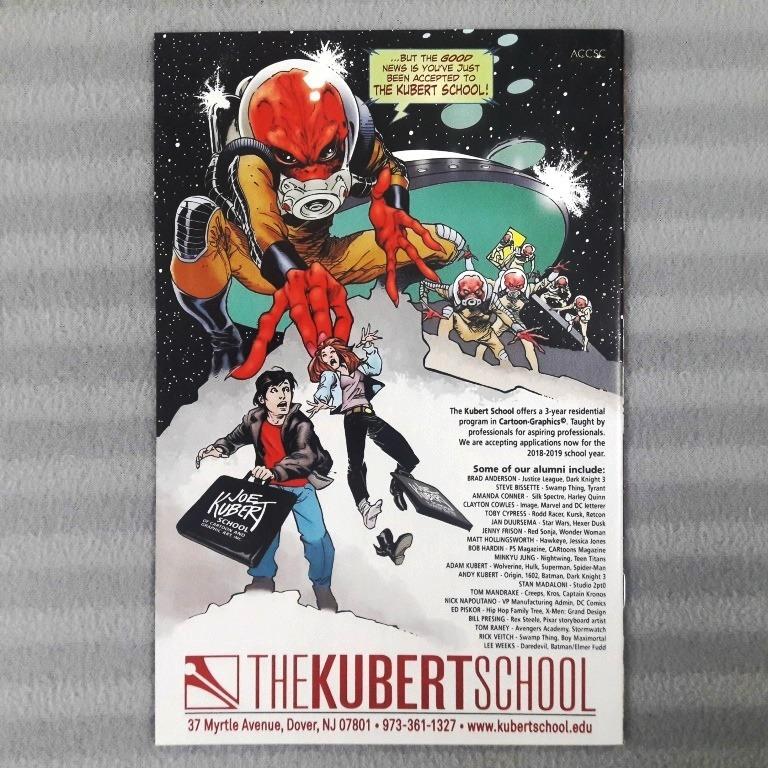 ACCSC
...BUT THE GOOD
NEWS IS YOU'VE JUST
BEEN ACCEPTED TO
THE KUBERT SCHOOL!
The Kubert School offers a 3-year residential
program in Cartoon-Graphics©. Taught by
professionals for aspiring professionals.
We are accepting applications now for the
2018-2019 school year.
Some of our alumni include:
BRAD ANDERSON - Justice League, Dark Knight 3
STEVE BISSETTE - Swamp Thing, Tyrant
AMANDA CONNER - Silk Spectre, Harley Quinn
CLAYTON COWLES - Image, Marvel and DC letterer
TOBY CYPRESS - Rodd Racer, Kursk, Retcon
JAN DUURSEMA - Star Wars, Hexer Dusk
JENNY FRISON - Red Sonja, Wonder Woman
MATT HOLLINGSWORTH - Hawkeye, Jessica Jones
BOB HARDIN - PS Magazine, CARtoons Magazine
MINKYU JUNG - Nightwing, Teen Titans
ADAM KUBERT - Wolverine, Hulk, Superman, Spider-Man
ANDY KUBERT - Origin, 1602, Batman, Dark Knight 3
STAN MADALONI - Studio 2pt0
TOM MANDRAKE - Creeps, Kros, Captain Kronos
NICK NAPOLITANO - VP Manufacturing Admin, DC Comics
ED PISKOR - Hip Hop Family Tree, X-Men: Grand Design
BILL PRESING - Rex Steele, Pixar storyboard artist
TOM RANEY - Avengers Academy, Stormwatch
RICK VEITCH - Swamp Thing, Boy Maximortal
LEE WEEKS - Daredevil, Batman/Elmer Fudd
JOE
KUBERT
SCHOOL
OF CARTOON AND
GRAPHIC ART INC.
THE KUBERT SCHOOL
37 Myrtle Avenue, Dover, NJ 07801 • 973-361-1327 • www.kubertschool.edu